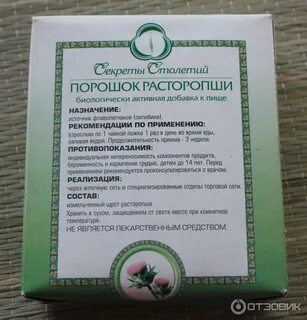 Секреты Столетий
ПОРОШОК РАСТОРОПШИ
биологически активная добавка к пище
НАЗНАЧЕНИЕ:
источник флаволигнанов (силибина).
РЕКОМЕНДАЦИИ ПО ПРИМЕНЕНИЮ:
взрослым по 1 чайной ложке 1 раз в день во время еды,
запивая водой. Продолжительность приема - 3 недели.
ПРОТИВОПОКАЗАНИЯ:
индивидуальная непереносимость компонентов продукта,
беременность и кормление грудью, детям до 14 лет. Перед
применением рекомендуется проконсультироваться с врачом.
РЕАЛИЗАЦИЯ:
через аптечную сеть и специализированные отделы торговой сети.
СОСТАВ:
измельченный шрот расторопши
Хранить в сухом, защищенном от света месте при комнатной
температуре.
НЕ ЯВЛЯЕТСЯ ЛЕКАРСТВЕННЫМ СРЕДСТВОМ
ОТЗОВИК